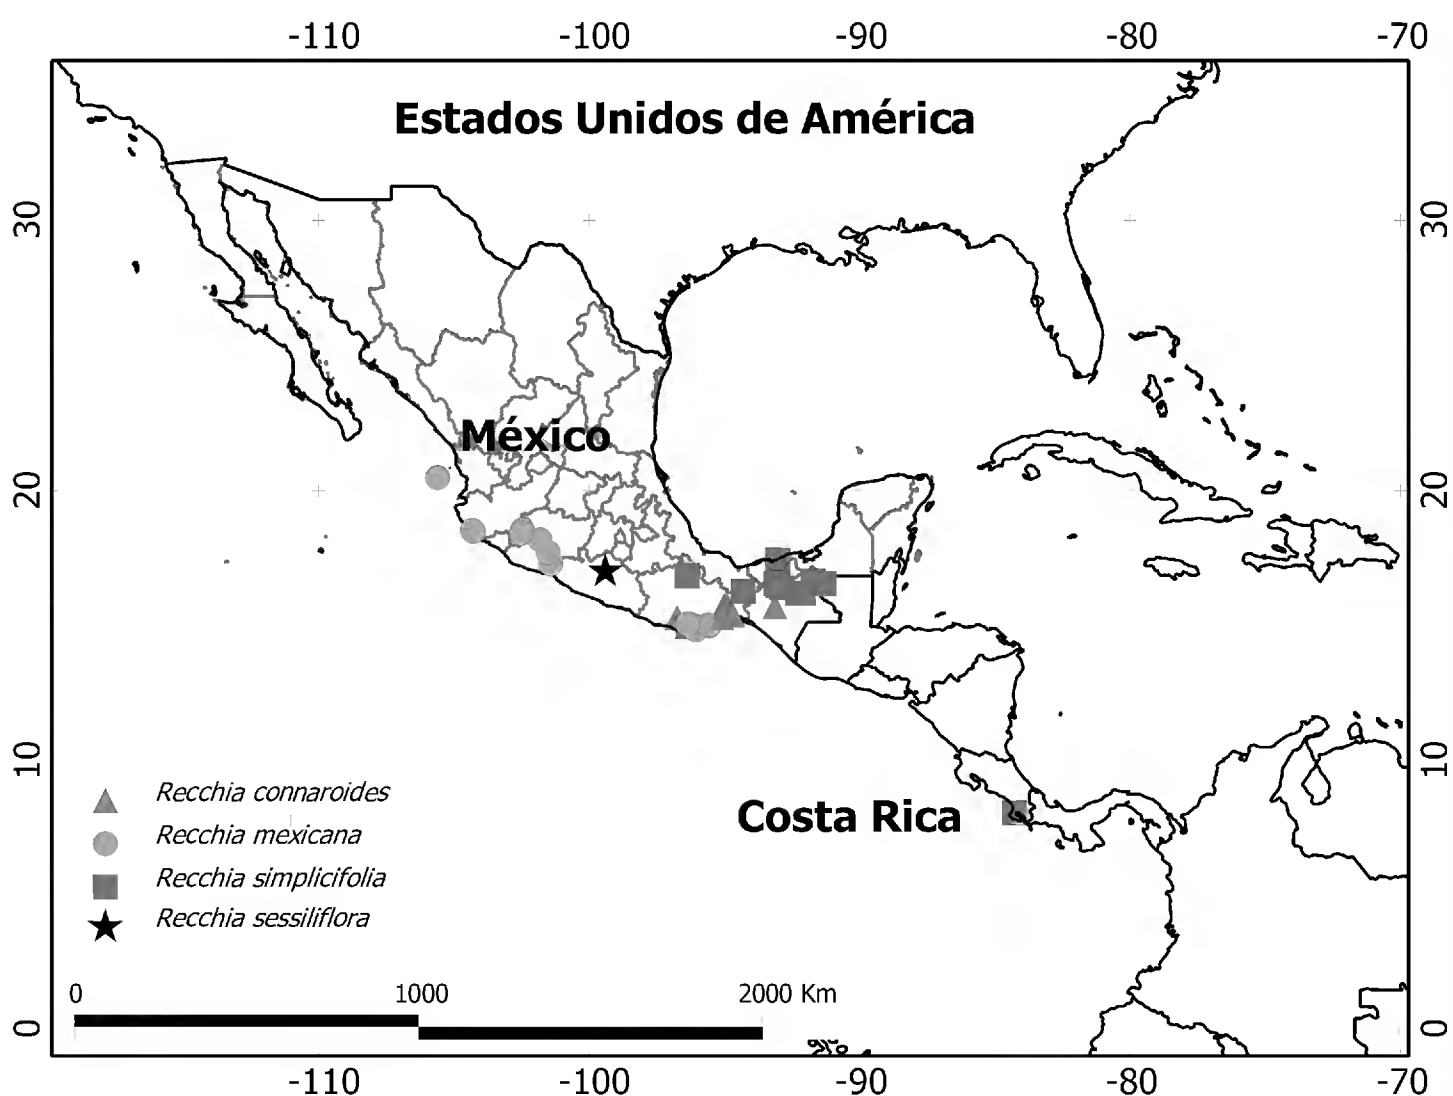 -110 -100 -90 -80 -70
Estados Unidos de América
30 30
México
20 20
10 10
Recchia connaroides
Costa Rica
Recchia mexicana
Recchia simplicifolia
Recchia sessiliflora
0 1000 2000 Km
0 0
-110 -100 -90 -80 -70